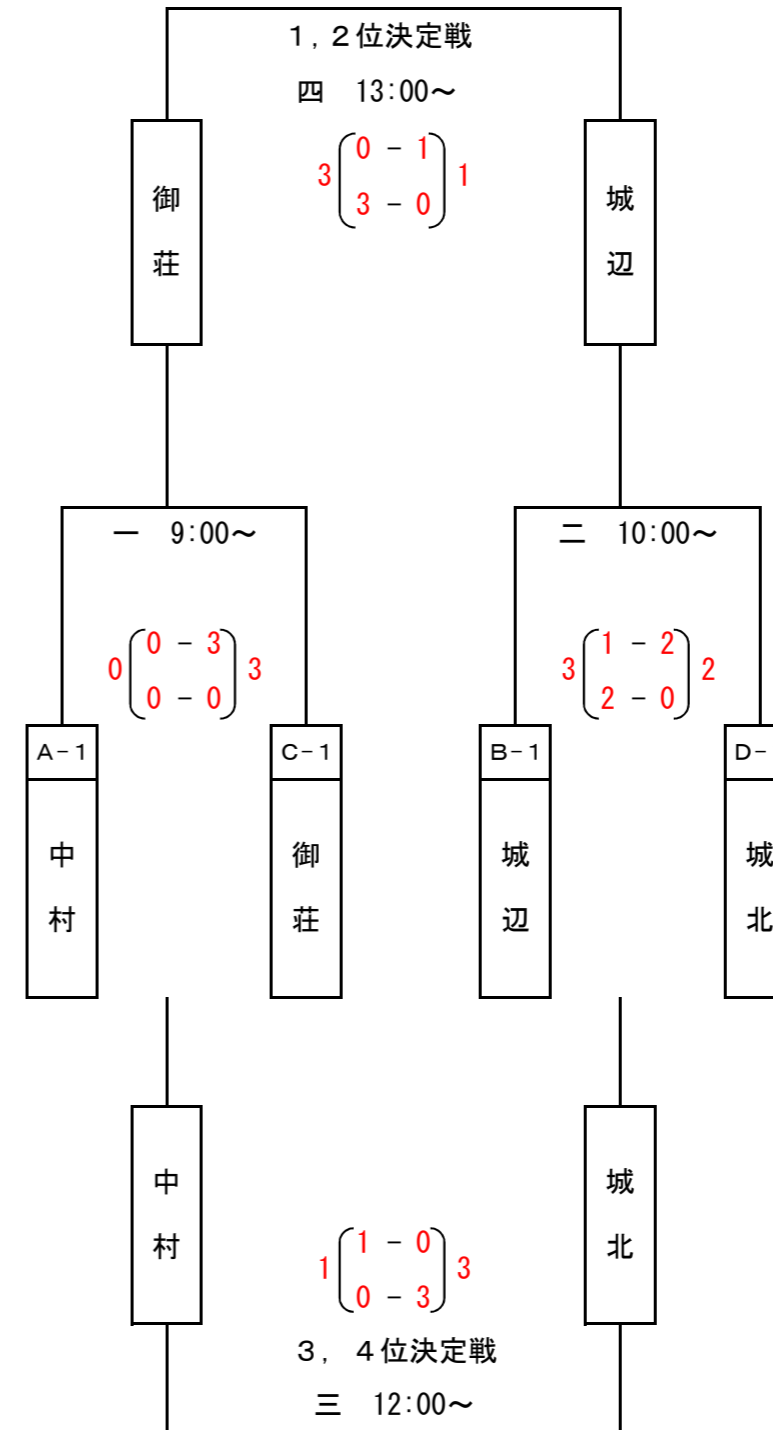 1,2位決定戦
四 13:00～
3 0 - 1 1
3 - 0
御荘
城辺
一 9:00～
二 10:00～
0 0 - 3 3
0 - 0
3 1 - 2 2
2 - 0
A-1
C-1
B-1
D-
中村
御荘
城辺
城北
中村
城北
1 1 - 0 3
0 - 3
3,4位決定戦
三 12:00～